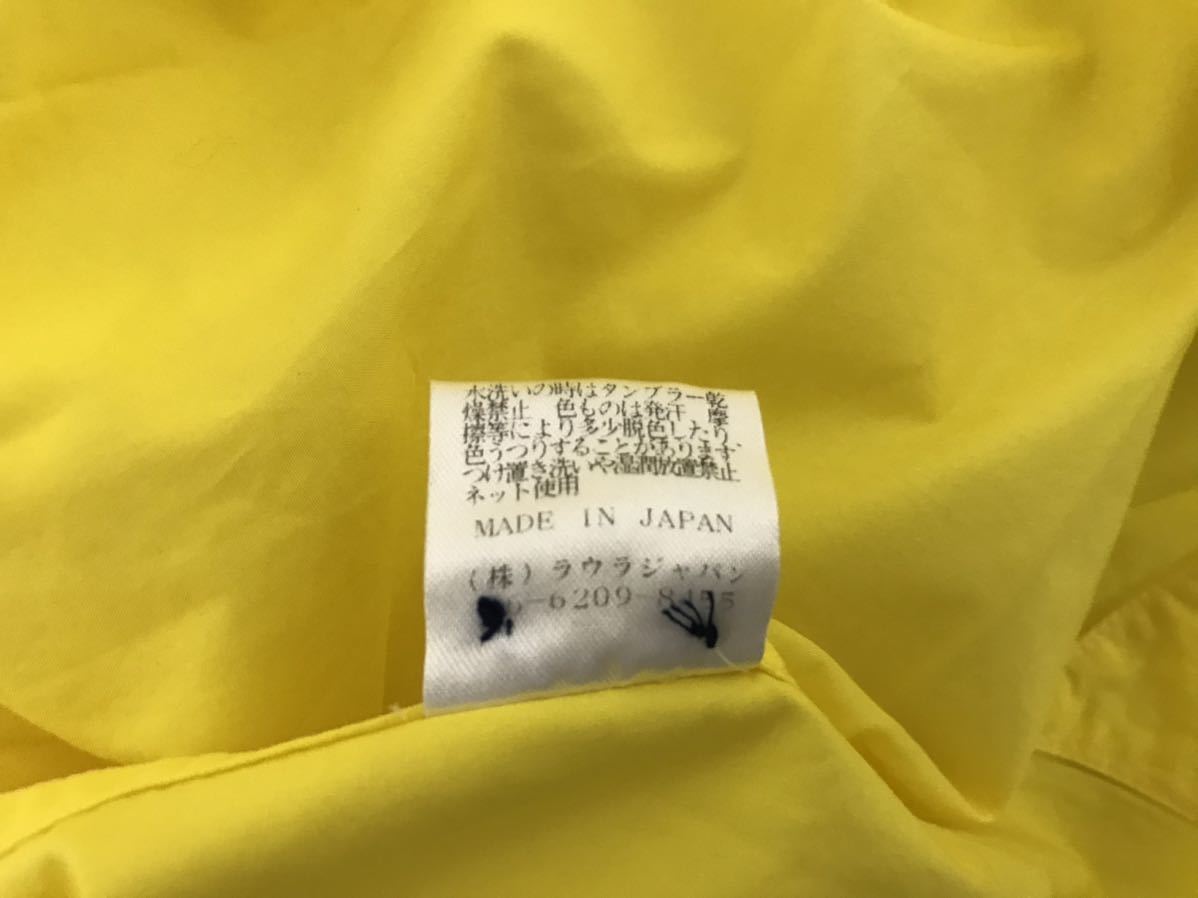 水洗いの時はタンブラー乾
燥禁止 色ものは発汗 摩
擦等により多少脱色したり
色うつりすることがあります
つけ置き洗いや湿潤放置禁止
ネット使用
MADE IN JAPAN
(株)ラウラジャパン
-6209-8455